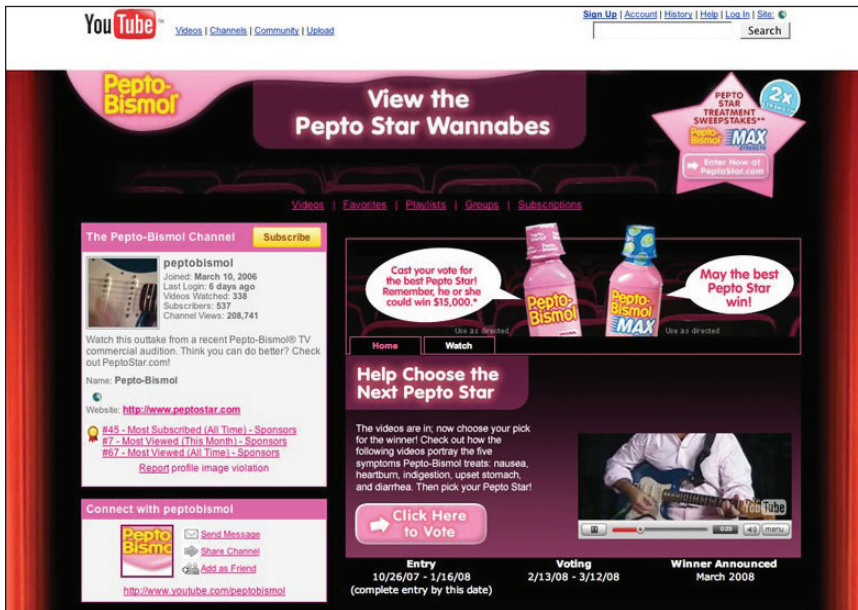 You Tube™
Videos | Channels | Community | Upload
Sign Up | Account | History | Help | Log In | Site:
Search
Pepto-
Bismol
View the
Pepto Star Wannabes
PEPTO
STAR
TREATMENT
SWEEPSTAKES**
2x
STRENGTH
Pepto-
Bismol MAX
STRENGTH
Enter Now at
PeptoStar.com
Videos | Favorites | Playlists | Groups | Subscriptions
The Pepto-Bismol Channel
Subscribe
peptobismol
Joined: March 10, 2006
Last Login: 6 days ago
Videos Watched: 338
Subscribers: 537
Channel Views: 208,741
Watch this outtake from a recent Pepto-Bismol® TV
commercial audition. Think you can do better? Check
out PeptoStar.com!
Name: Pepto-Bismol
Website: http://www.peptostar.com
#45 - Most Subscribed (All Time) - Sponsors
#7 - Most Viewed (This Month) - Sponsors
#67 - Most Viewed (All Time) - Sponsors
Report profile image violation
Connect with peptobismol
Pepto
Bismo
Send Message
Share Channel
Add as Friend
http://www.youtube.com/peptobismol
Cast your vote for
the best Pepto Star!
Remember, he or she
could win $15,000.*
Pepto-
Bismol
Pepto-
Bismol
MAX
May the best
Pepto Star
win!
Use as directed
Use as directed
Home
Watch
Help Choose the
Next Pepto Star
The videos are in; now choose your pick
for the winner! Check out how the
following videos portray the five
symptoms Pepto-Bismol treats: nausea,
heartburn, indigestion, upset stomach,
and diarrhea. Then pick your Pepto Star!
Click Here
to Vote
You Tube
0:23
menu
Entry
10/26/07 - 1/16/08
(complete entry by this date)
Voting
2/13/08 - 3/12/08
Winner Announced
March 2008